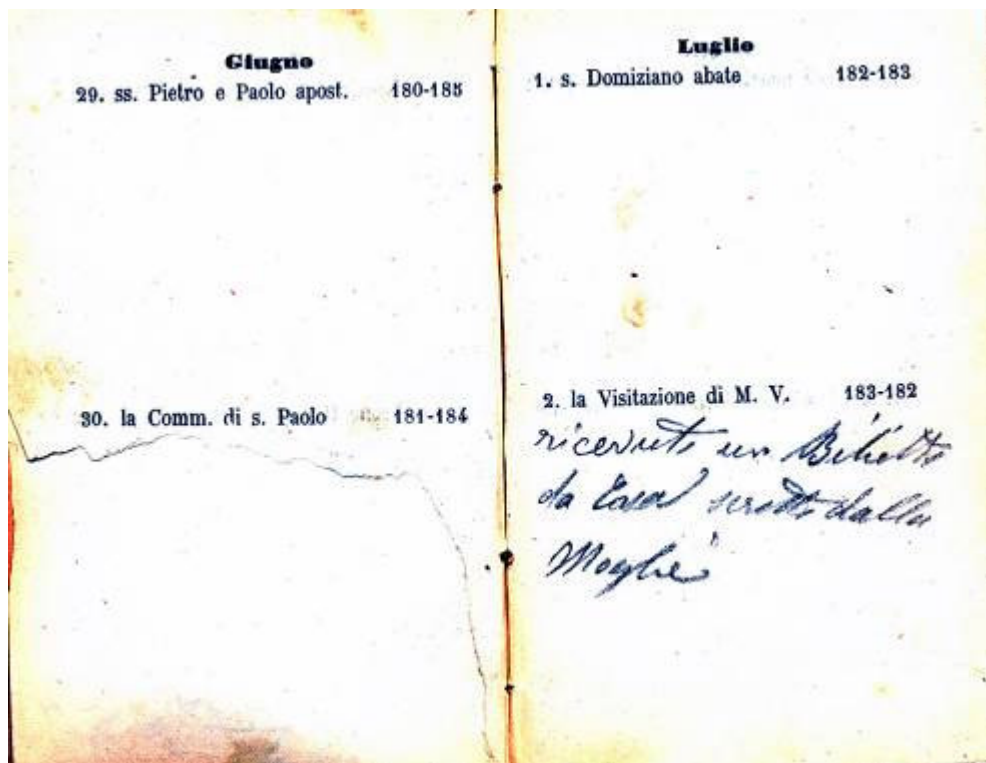 Giugno
29. ss. Pietro e Paolo apost. 180-185
30. la Comm. di s. Paolo 181-184
Luglio
1. s. Domiziano abate 182-183
2. la Visitazione di M. V. 183-182
ricevuto un Biglietto
da Casa scritto dalla
Moglie